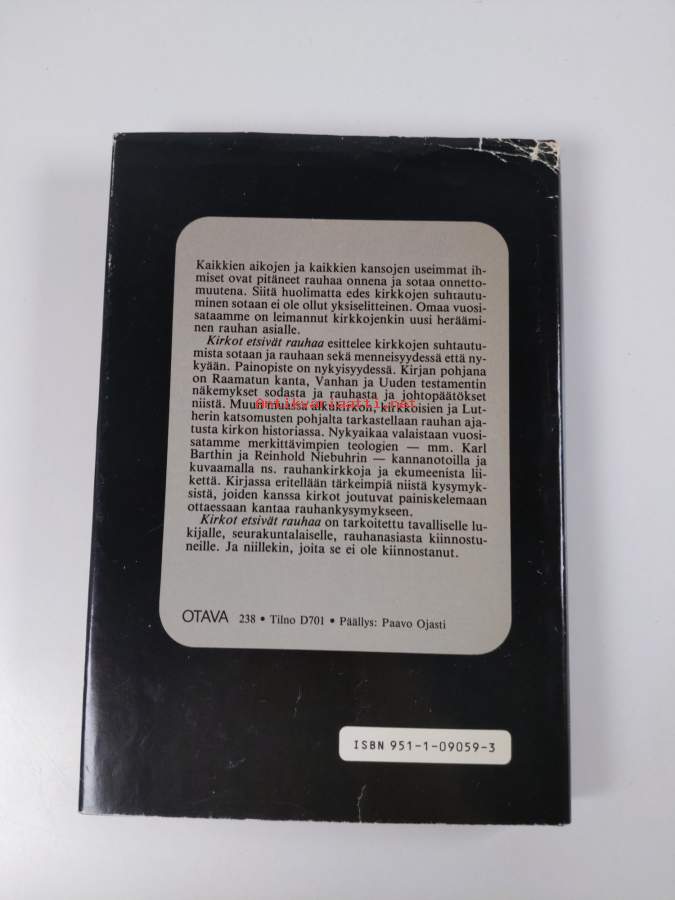 Kaikkien aikojen ja kaikkien kansojen useimmat ih-
miset ovat pitäneet rauhaa onnena ja sotaa onnetto-
muutena. Siitä huolimatta edes kirkkojen suhtautu-
minen sotaan ei ole ollut yksiselitteinen. Omaa vuosi-
sataamme on leimannut kirkkojenkin uusi heräämi-
nen rauhan asialle.
Kirkot etsivät rauhaa esittelee kirkkojen suhtautu-
mista sotaan ja rauhaan sekä menneisyydessä että ny-
kyään. Painopiste on nykyisyydessä. Kirjan pohjana
on Raamatun kanta, Vanhan ja Uuden testamentin
näkemykset sodasta ja rauhasta ja johtopäätökset
niistä. Muun muassa alkukirkon, kirkkoisien ja Lut-
Antikvariaatti.net
herin katsomusten pohjalta tarkastellaan rauhan aja-
tusta kirkon historiassa. Nykyaikaa valaistaan vuosi-
satamme merkittävimpien teologien — mm. Karl
Barthin ja Reinhold Niebuhrin — kannanotoilla ja
kuvaamalla ns. rauhankirkkoja ja ekumeenista lii-
kettä. Kirjassa eritellään tärkeimpiä niistä kysymyk-
sistä, joiden kanssa kirkot joutuvat painiskelemaan
ottaessaan kantaa rauhankysymykseen.
Kirkot etsivät rauhaa on tarkoitettu tavalliselle lu-
kijalle, seurakuntalaiselle, rauhanasiasta kiinnostu-
neille. Ja niillekin, joita se ei ole kiinnostanut.
OTAVA 238 • Tilno D701 • Päällys: Paavo Ojasti
ISBN 951-1-09059-3